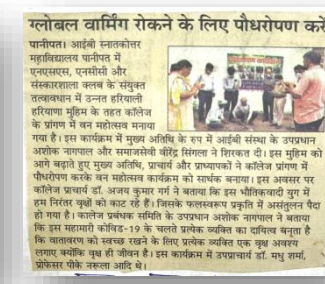 ग्लोबल वार्मिंग रोकने के लिए पौधरोपण करें
पानीपत। आईबी स्नातकोत्तर
महाविद्यालय पानीपत में
एनएसएस, एनसीसी और
संस्कारशाला क्लब के संयुक्त
तत्वावधान में उन्नत हरियाली
हरियाणा मुहिम के तहत कॉलेज
के प्रांगण में वन महोत्सव मनाया
गया है। इस कार्यक्रम में मुख्य अतिथि के रुप में आईबी संस्था के उपप्रधान
अशोक नागपाल और समाजसेवी वीरेंद्र सिंगला ने शिरकत दी। इस मुहिम को
आगे बढ़ाते हुए मुख्य अतिथि, प्राचार्य और प्राध्यापकों ने कॉलेज प्रांगण में
पौधरोपण करके वन महोत्सव कार्यक्रम को सार्थक बनाया। इस अवसर पर
कॉलेज प्राचार्य डॉ. अजय कुमार गर्ग ने बताया कि इस भौतिकवादी युग में
हम निरंतर वृक्षों को काट रहे हैं। जिसके फलस्वरूप प्रकृति में असंतुलन पैदा
हो गया है। कालेज प्रबंधक समिति के उपप्रधान अशोक नागपाल ने बताया
कि इस महामारी कोविड-19 के चलते प्रत्येक व्यक्ति का दायित्व बनुता है
कि वातावरण को स्वच्छ रखने के लिए प्रत्येक व्यक्ति एक वृक्ष अवश्य
लगाए क्योंकि वृक्ष ही जीवन है। इस कार्यक्रम में उपप्राचार्य डॉ. मधु शर्मा,
प्रोफेसर पीके नरूला आदि थे।